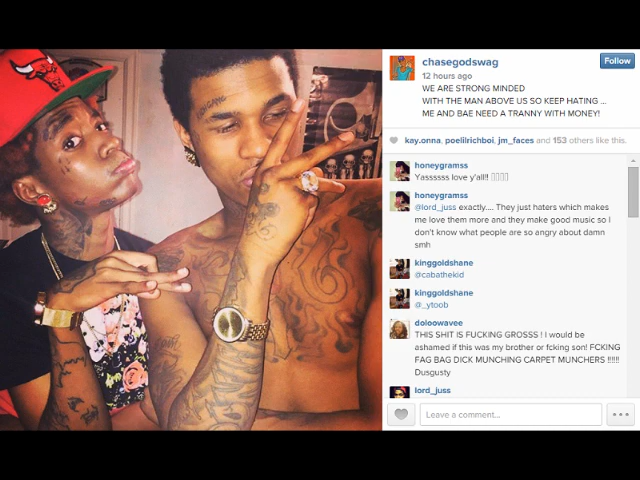 chasegodswag
Follow
12 hours ago
WE ARE STRONG MINDED
WITH THE MAN ABOVE US SO KEEP HATING ...
ME AND BAE NEED A TRANNY WITH MONEY!
kay.onna, poelilrichboi, jm_faces and 153 others like this.
honeygramss
Yassssss love y'all!!
honeygramss
@lord_juss exactly.... They just haters which makes
me love them more and they make good music so I
don't know what people are so angry about damn
smh
kinggoldshane
@cabathekid
kinggoldshane
@_ytoob
doloowavee
THIS SHIT IS FUCKING GROSSS ! I would be
ashamed if this was my brother or fcking son! FCKING
FAG BAG DICK MUNCHING CARPET MUNCHERS !!!!!!
Dusgusty
lord_juss
Leave a comment...